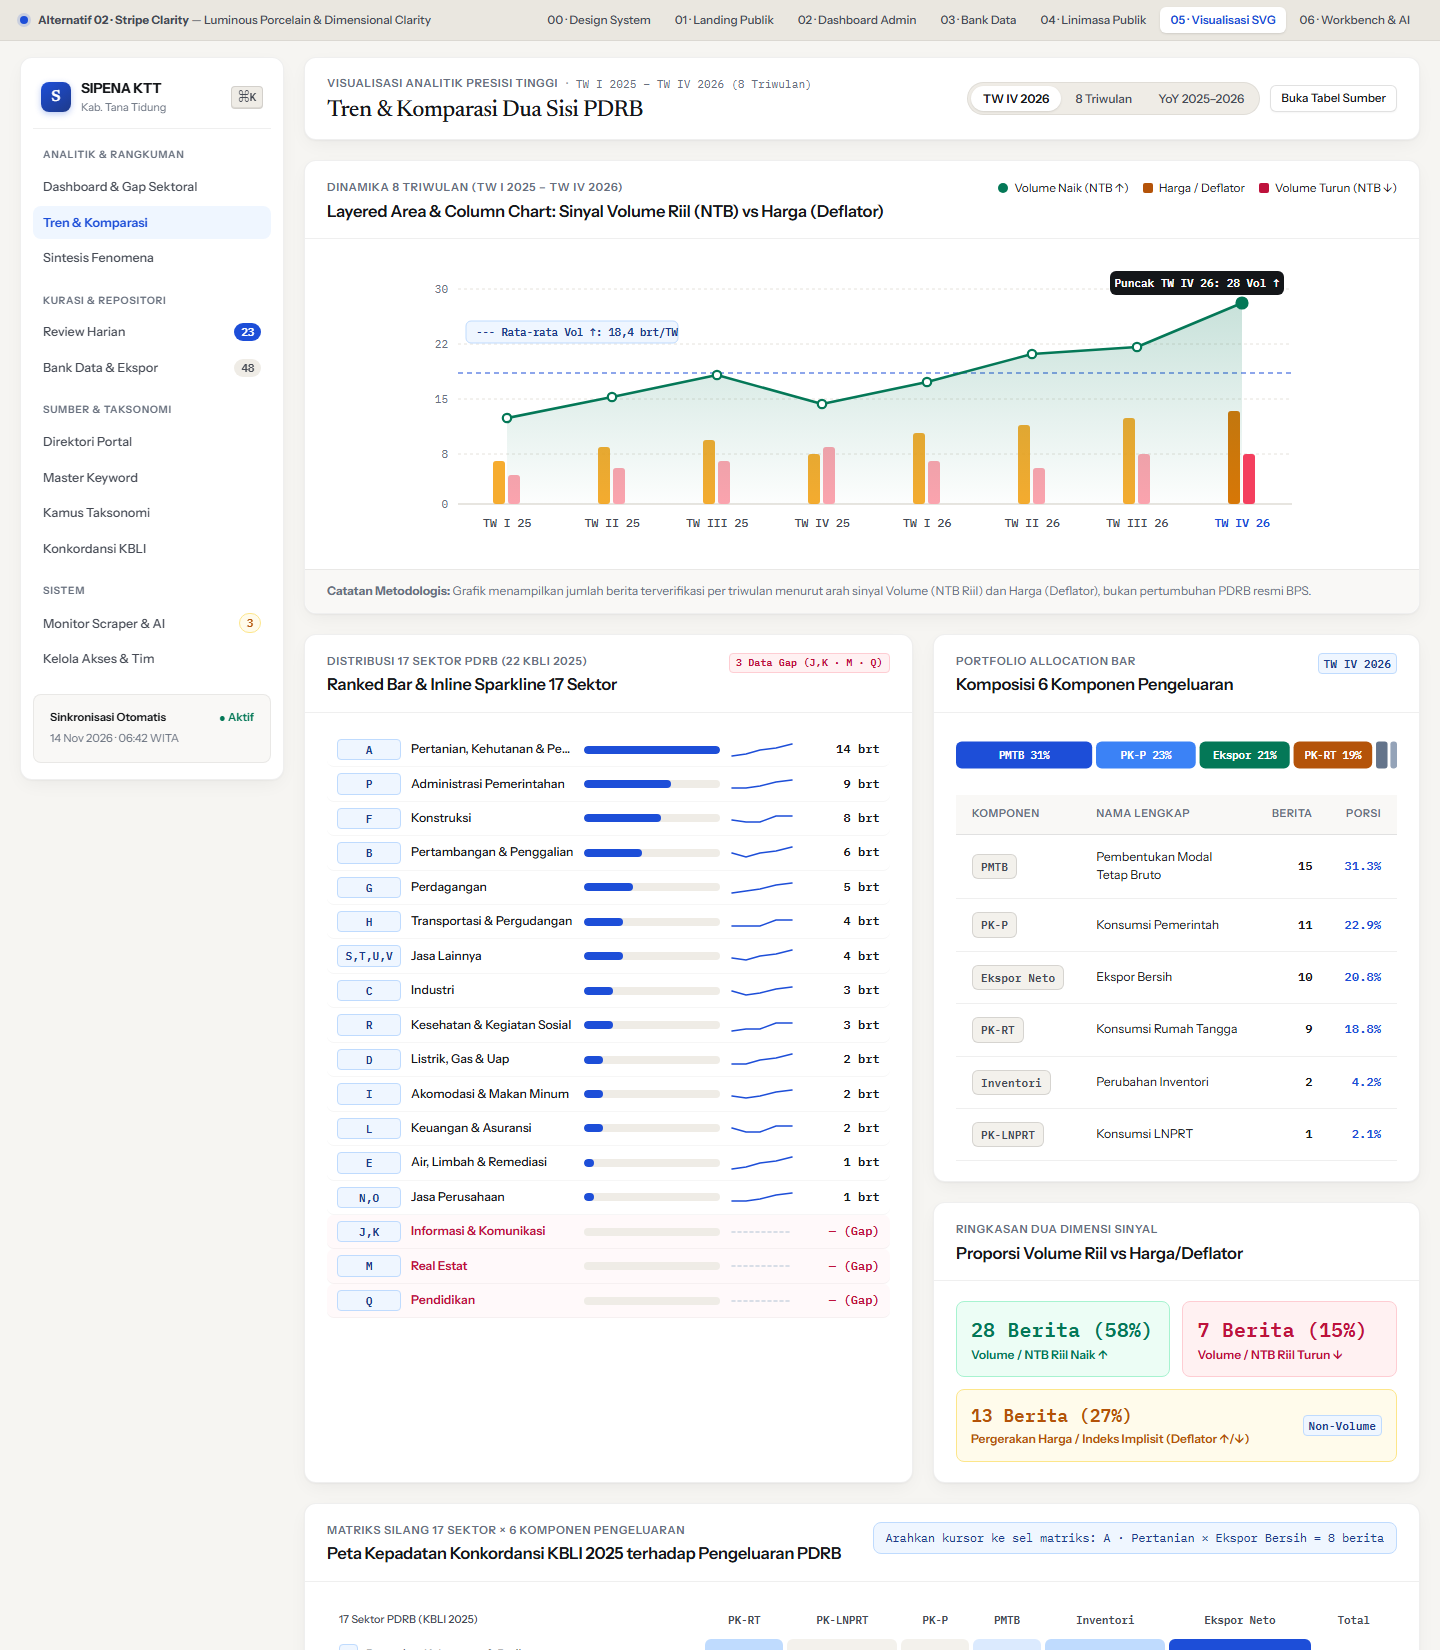 Alternatif 02 · Stripe Clarity — Luminous Porcelain & Dimensional Clarity
00 · Design System
01 · Landing Publik
02 · Dashboard Admin
03 · Bank Data
04 · Linimasa Publik
05 · Visualisasi SVG
06 · Workbench & AI
S
SIPENA KTT
Kab. Tana Tidung
⌘K
ANALITIK & RANGKUMAN
Dashboard & Gap Sektoral
Tren & Komparasi
Sintesis Fenomena
KURASI & REPOSITORI
Review Harian 23
Bank Data & Ekspor 48
SUMBER & TAKSONOMI
Direktori Portal
Master Keyword
Kamus Taksonomi
Konkordansi KBLI
SISTEM
Monitor Scraper & AI 3
Kelola Akses & Tim
Sinkronisasi Otomatis ● Aktif
14 Nov 2026 · 06:42 WITA
VISUALISASI ANALITIK PRESISI TINGGI · TW I 2025 – TW IV 2026 (8 Triwulan)
Tren & Komparasi Dua Sisi PDRB
TW IV 2026
8 Triwulan
YoY 2025–2026
Buka Tabel Sumber
DINAMIKA 8 TRIWULAN (TW I 2025 – TW IV 2026)
Layered Area & Column Chart: Sinyal Volume Riil (NTB) vs Harga (Deflator)
Volume Naik (NTB ↑)
Harga / Deflator
Volume Turun (NTB ↓)
Puncak TW IV 26: 28 Vol ↑
--- Rata-rata Vol ↑: 18,4 brt/TW
30
22
15
8
0
TW I 25
TW II 25
TW III 25
TW IV 25
TW I 26
TW II 26
TW III 26
TW IV 26
Catatan Metodologis: Grafik menampilkan jumlah berita terverifikasi per triwulan menurut arah sinyal Volume (NTB Riil) dan Harga (Deflator), bukan pertumbuhan PDRB resmi BPS.
DISTRIBUSI 17 SEKTOR PDRB (22 KBLI 2025)
Ranked Bar & Inline Sparkline 17 Sektor
3 Data Gap (J,K · M · Q)
A Pertanian, Kehutanan & Pe... 14 brt
P Administrasi Pemerintahan 9 brt
F Konstruksi 8 brt
B Pertambangan & Penggalian 6 brt
G Perdagangan 5 brt
H Transportasi & Pergudangan 4 brt
S,T,U,V Jasa Lainnya 4 brt
C Industri 3 brt
R Kesehatan & Kegiatan Sosial 3 brt
D Listrik, Gas & Uap 2 brt
I Akomodasi & Makan Minum 2 brt
L Keuangan & Asuransi 2 brt
E Air, Limbah & Remediasi 1 brt
N,O Jasa Perusahaan 1 brt
J,K Informasi & Komunikasi — (Gap)
M Real Estat — (Gap)
Q Pendidikan — (Gap)
PORTFOLIO ALLOCATION BAR
Komposisi 6 Komponen Pengeluaran
TW IV 2026
PMTB 31%
PK-P 23%
Ekspor 21%
PK-RT 19%
KOMPONEN NAMA LENGKAP BERITA PORSI
PMTB Pembentukan Modal Tetap Bruto 15 31.3%
PK-P Konsumsi Pemerintah 11 22.9%
Ekspor Neto Ekspor Bersih 10 20.8%
PK-RT Konsumsi Rumah Tangga 9 18.8%
Inventori Perubahan Inventori 2 4.2%
PK-LNPRT Konsumsi LNPRT 1 2.1%
RINGKASAN DUA DIMENSI SINYAL
Proporsi Volume Riil vs Harga/Deflator
28 Berita (58%)
Volume / NTB Riil Naik ↑
7 Berita (15%)
Volume / NTB Riil Turun ↓
13 Berita (27%)
Pergerakan Harga / Indeks Implisit (Deflator ↑/↓)
Non-Volume
MATRIKS SILANG 17 SEKTOR × 6 KOMPONEN PENGELUARAN
Peta Kepadatan Konkordansi KBLI 2025 terhadap Pengeluaran PDRB
Arahkan kursor ke sel matriks: A · Pertanian × Ekspor Bersih = 8 berita
17 Sektor PDRB (KBLI 2025) PK-RT PK-LNPRT PK-P PMTB Inventori Ekspor Neto Total